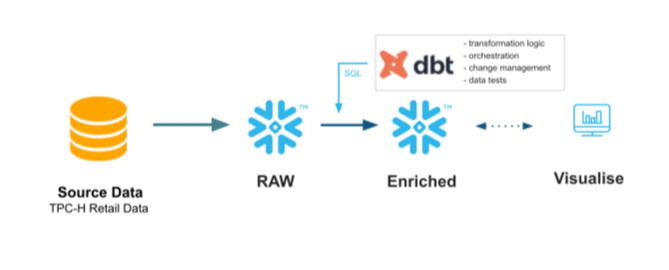 dbt
- transformation logic
- orchestration
- change management
- data tests
SQL
TM
TM
Source Data
TPC-H Retail Data
RAW
Enriched
Visualise